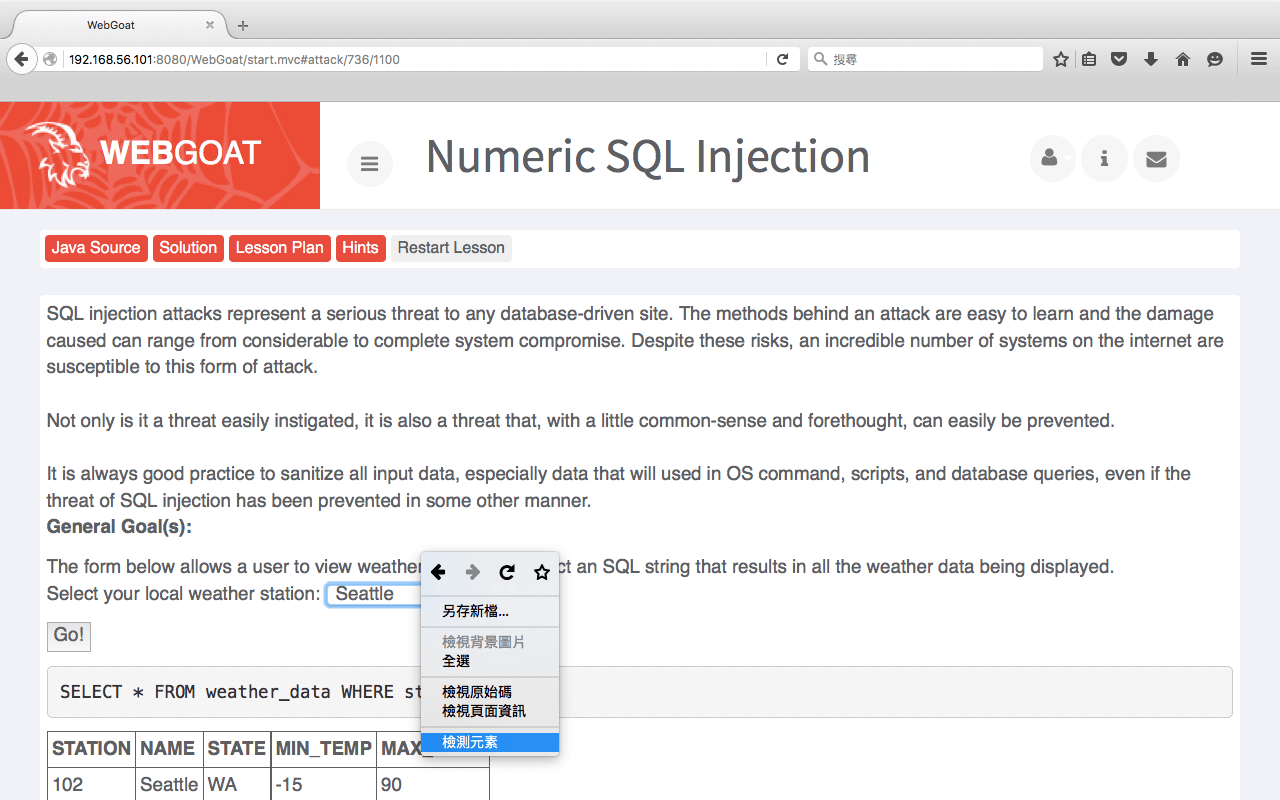 WebGoat
192.168.56.101:8080/WebGoat/start.mvc#attack/736/1100
搜尋
WEBGOAT
Numeric SQL Injection
Java Source Solution Lesson Plan Hints Restart Lesson
SQL injection attacks represent a serious threat to any database-driven site. The methods behind an attack are easy to learn and the damage
caused can range from considerable to complete system compromise. Despite these risks, an incredible number of systems on the internet are
susceptible to this form of attack.
Not only is it a threat easily instigated, it is also a threat that, with a little common-sense and forethought, can easily be prevented.
It is always good practice to sanitize all input data, especially data that will used in OS command, scripts, and database queries, even if the
threat of SQL injection has been prevented in some other manner.
General Goal(s):
The form below allows a user to view weather an SQL string that results in all the weather data being displayed.
Select your local weather station: Seattle
Go!
SELECT * FROM weather_data WHERE
STATION NAME STATE MIN_TEMP
102 Seattle WA -15 90
另存新檔...
檢視背景圖片
全選
檢視原始碼
檢視頁面資訊
檢測元素